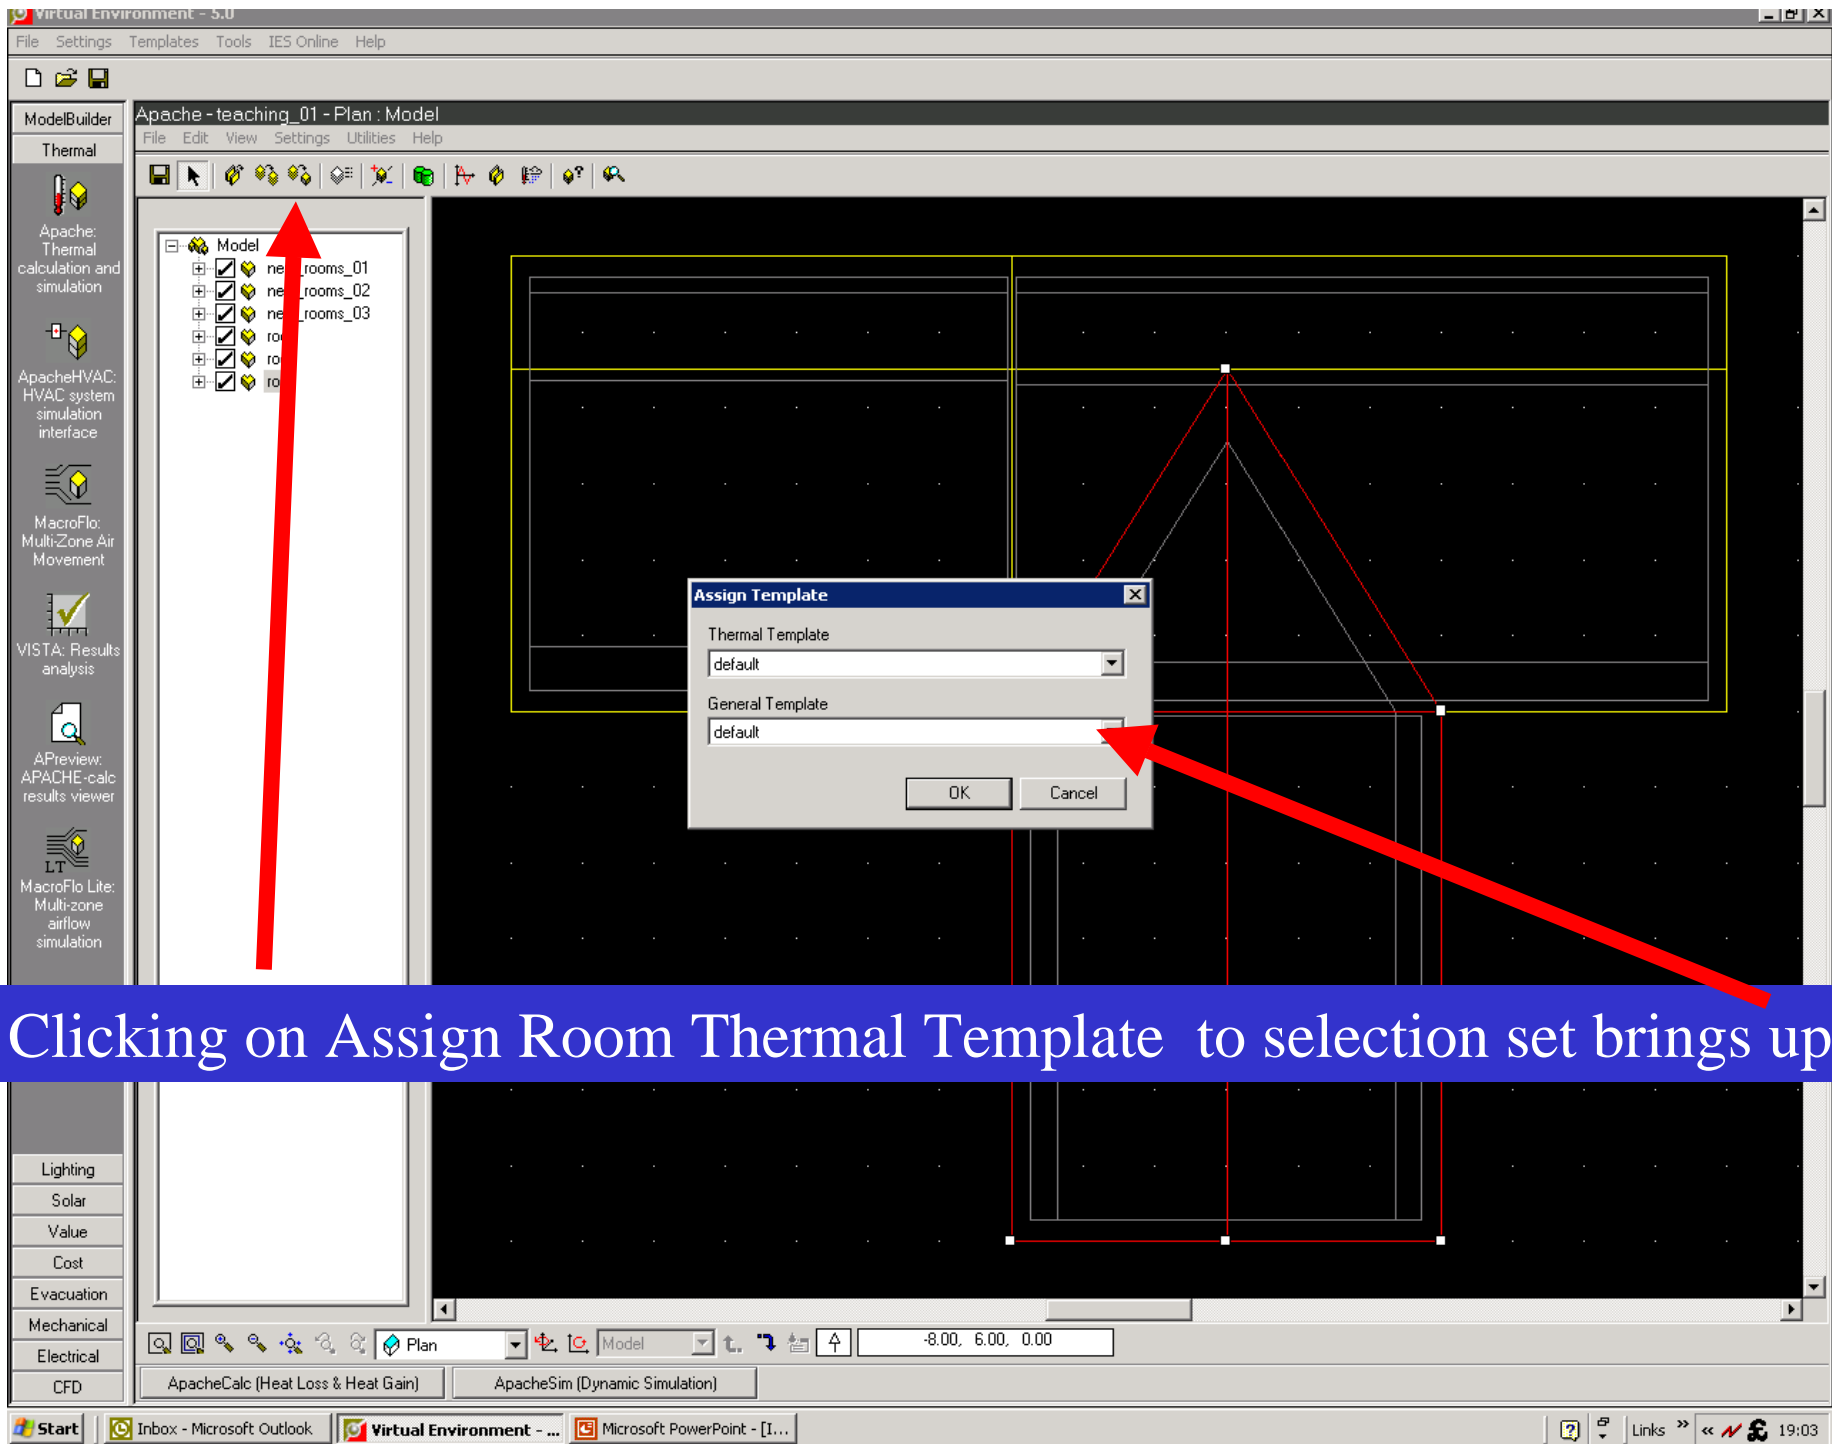 Virtual Environment - 5.0
File Settings Templates Tools IES Online Help
ModelBuilder
Thermal
Apache:
Thermal
calculation and
simulation
ApacheHVAC:
HVAC system
simulation
interface
MacroFlo:
Multi-Zone Air
Movement
VISTA: Results
analysis
APreview:
APACHE-calc
results viewer
LT
MacroFlo Lite:
Multi-zone
airflow
simulation
Lighting
Solar
Value
Cost
Evacuation
Mechanical
Electrical
CFD
Apache - teaching_01 - Plan : Model
File Edit View Settings Utilities Help
Model
rooms_01
rooms_02
rooms_03
Assign Template
Thermal Template
default
General Template
default
OK Cancel
Clicking on Assign Room Thermal Template to selection set brings up
Plan Model -8.00, 6.00, 0.00
ApacheCalc (Heat Loss & Heat Gain) ApacheSim (Dynamic Simulation)
Start Inbox - Microsoft Outlook Virtual Environment - ... Microsoft PowerPoint - [I... Links » « 19:03